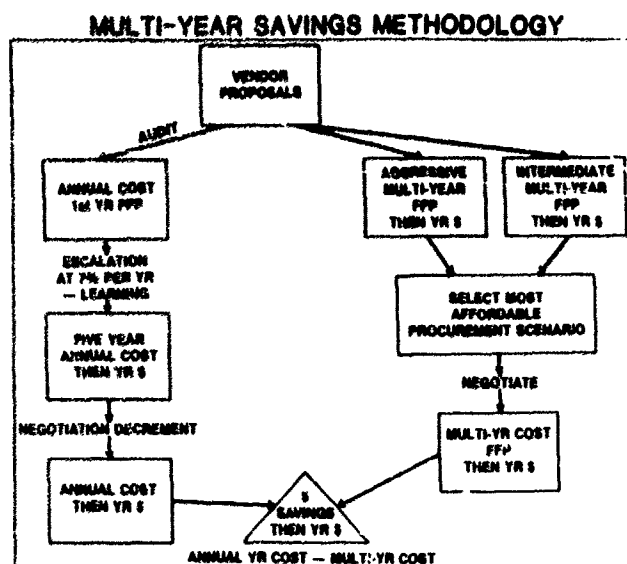 MULTI-YEAR SAVINGS METHODOLOGY
VENDOR
PROPOSALS
AUDIT
ANNUAL COST
1st YR FFP
AGGRESSIVE
MULTI-YEAR
FFP
THEN YR $
INTERMEDIATE
MULTI-YEAR
FFP
THEN YR $
ESCALATION
AT 7% PER YR
— LEARNING
SELECT MOST
AFFORDABLE
PROCUREMENT SCENARIO
FIVE YEAR
ANNUAL COST
THEN YR $
NEGOTIATE
NEGOTIATION DECREMENT
MULTI-YR COST
FFP
THEN YR $
ANNUAL COST
THEN YR $
$
SAVINGS
THEN YR $
ANNUAL YR COST — MULTI-YR COST